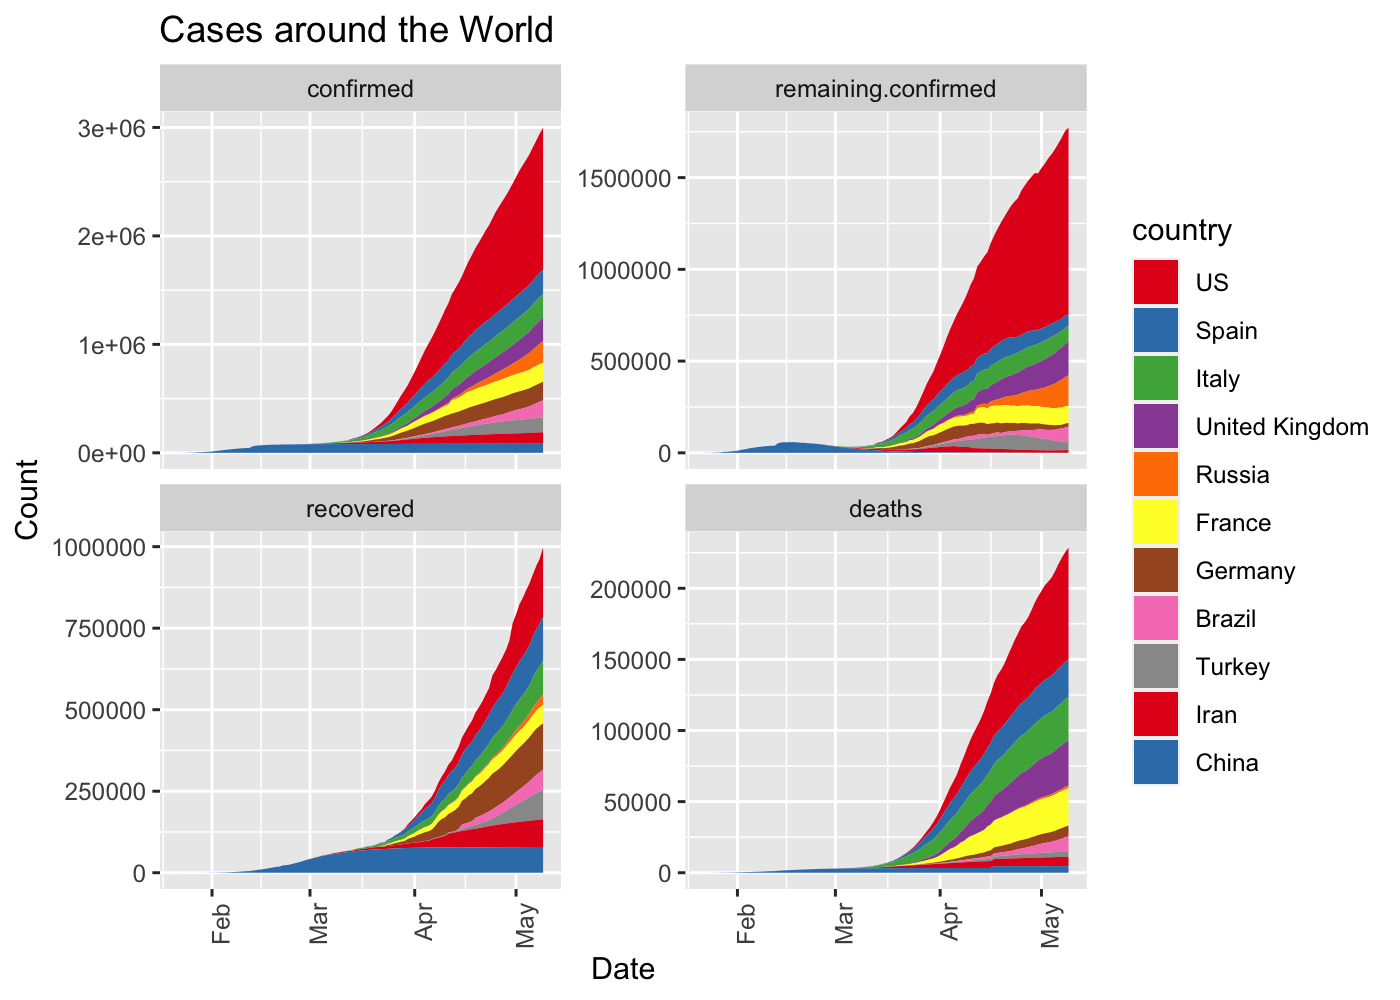 Cases around the World
confirmed
remaining.confirmed
3e+06
2e+06
1e+06
0e+00
1500000
1000000
500000
0
recovered
deaths
1000000
750000
500000
250000
0
200000
150000
100000
50000
0
Feb
Mar
Apr
May
Feb
Mar
Apr
May
Date
Count
country
US
Spain
Italy
United Kingdom
Russia
France
Germany
Brazil
Turkey
Iran
China